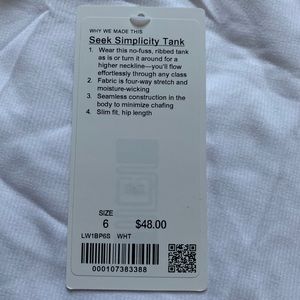 WHY WE MADE THIS
Seek Simplicity Tank
1. Wear this no-fuss, ribbed tank
as is or turn it around for a
higher neckline—you'll flow
effortlessly through any class
2. Fabric is four-way stretch and
moisture-wicking
3. Seamless construction in the
body to minimize chafing
4. Slim fit, hip length
SIZE
6 $48.00
LW1BP6S WHT
000107383388